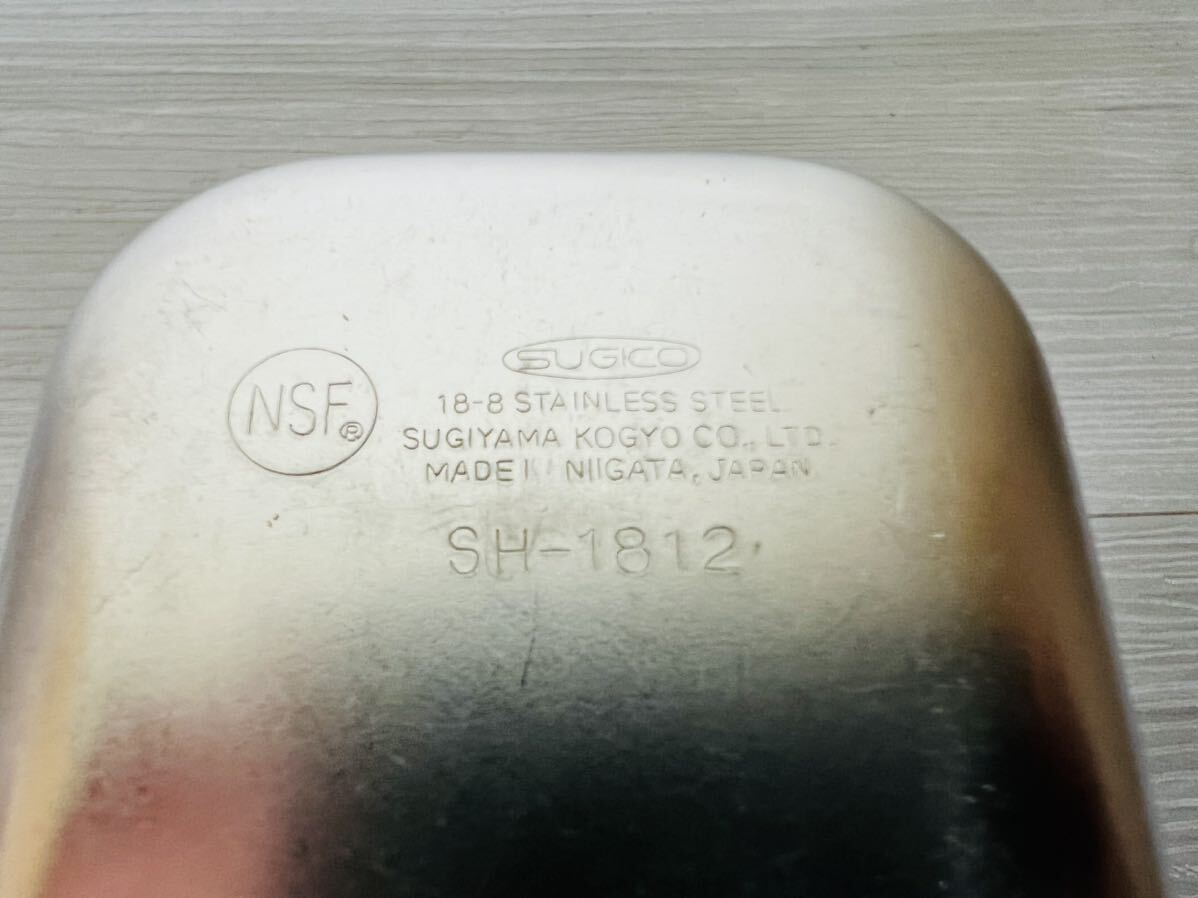 NSF®
SUGICO
18-8 STAINLESS STEEL
SUGIYAMA KOGYO CO., LTD.
MADE I NIIGATA, JAPAN
SH-1812